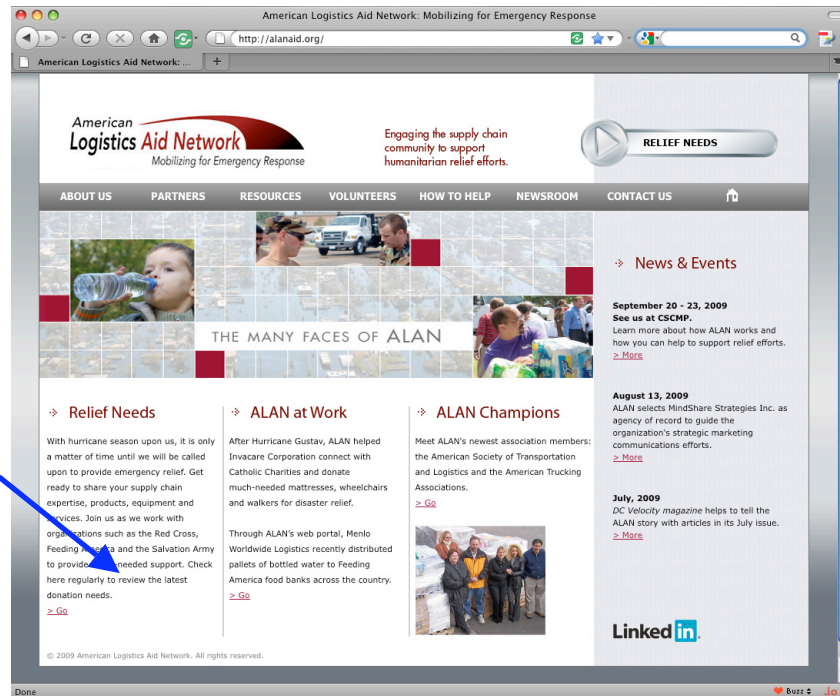 American Logistics Aid Network: Mobilizing for Emergency Response
http://alanaid.org/
American Logistics Aid Network: ...
American
Logistics Aid Network
Mobilizing for Emergency Response
Engaging the supply chain
community to support
humanitarian relief efforts.
RELIEF NEEDS
ABOUT US PARTNERS RESOURCES VOLUNTEERS HOW TO HELP NEWSROOM CONTACT US
THE MANY FACES OF ALAN
Relief Needs
With hurricane season upon us, it is only
a matter of time until we will be called
upon to provide emergency relief. Get
ready to share your supply chain
expertise, products, equipment and
services. Join us as we work with
organizations such as the Red Cross,
Feeding America and the Salvation Army
to provide much-needed support. Check
here regularly to review the latest
donation needs.
> Go
ALAN at Work
After Hurricane Gustav, ALAN helped
Invacare Corporation connect with
Catholic Charities and donate
much-needed mattresses, wheelchairs
and walkers for disaster relief.
Through ALAN's web portal, Menlo
Worldwide Logistics recently distributed
pallets of bottled water to Feeding
America food banks across the country.
> Go
ALAN Champions
Meet ALAN's newest association members:
the American Society of Transportation
and Logistics and the American Trucking
Associations.
> Go
News & Events
September 20 - 23, 2009
See us at CSCMP.
Learn more about how ALAN works and
how you can help to support relief efforts.
> More
August 13, 2009
ALAN selects MindShare Strategies Inc. as
agency of record to guide the
organization's strategic marketing
communications efforts.
> More
July, 2009
DC Velocity magazine helps to tell the
ALAN story with articles in its July issue.
> More
Linked in.
© 2009 American Logistics Aid Network. All rights reserved.
Done
Buzz